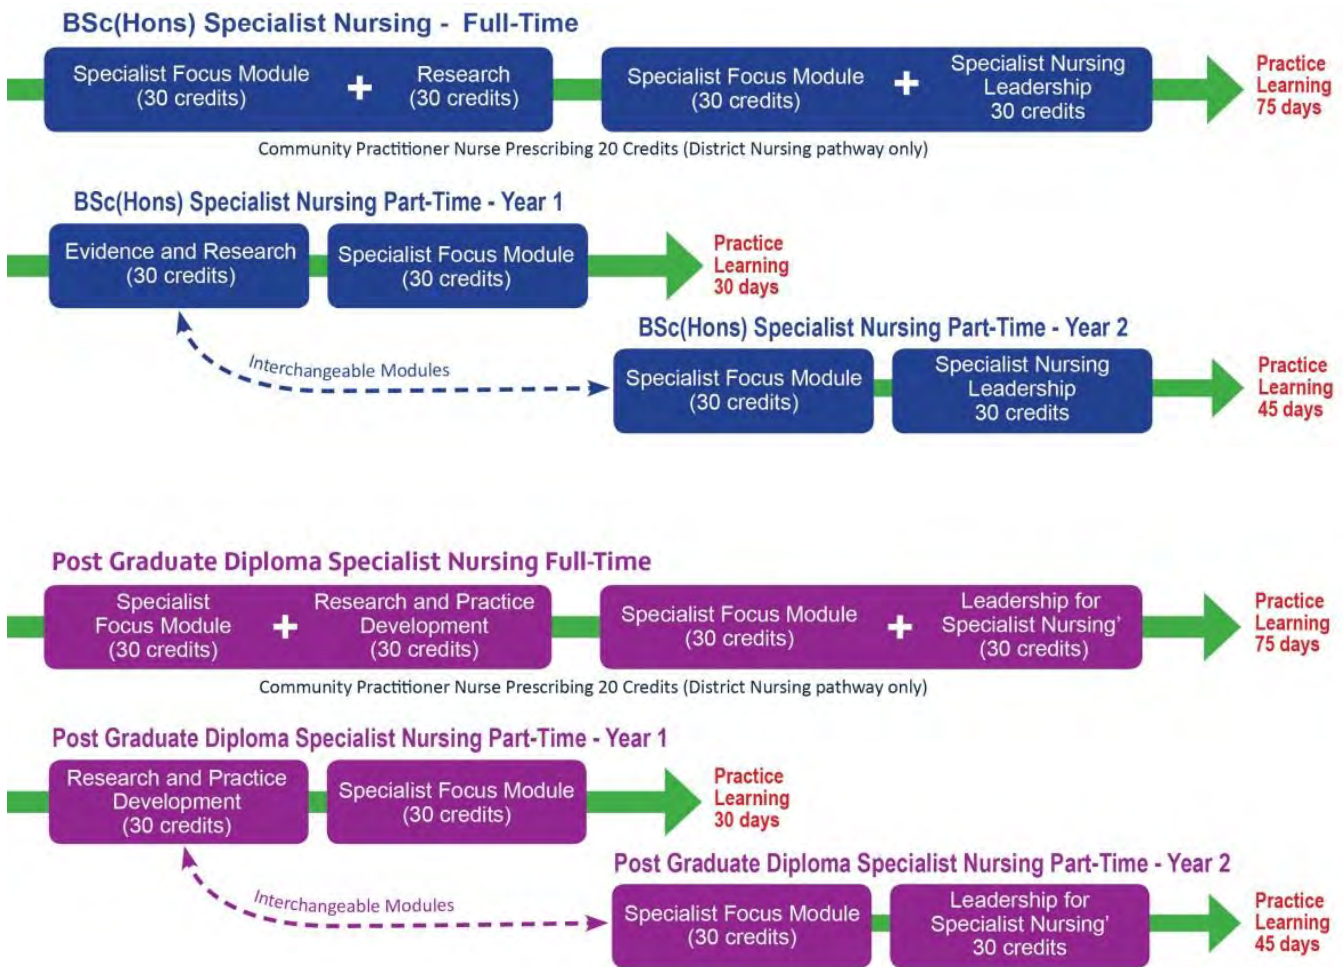 BSc(Hons) Specialist Nursing - Full-Time
Specialist Focus Module
(30 credits)
+
Research
(30 credits)
Specialist Focus Module
(30 credits)
+
Specialist Nursing
Leadership
30 credits
Practice
Learning
75 days
Community Practitioner Nurse Prescribing 20 Credits (District Nursing pathway only)
BSc(Hons) Specialist Nursing Part-Time - Year 1
Evidence and Research
(30 credits)
Specialist Focus Module
(30 credits)
Practice
Learning
30 days
Interchangeable Modules
BSc(Hons) Specialist Nursing Part-Time - Year 2
Specialist Focus Module
(30 credits)
Specialist Nursing
Leadership
30 credits
Practice
Learning
45 days
Post Graduate Diploma Specialist Nursing Full-Time
Specialist
Focus Module
(30 credits)
+
Research and Practice
Development
(30 credits)
Specialist Focus Module
(30 credits)
+
Leadership for
Specialist Nursing'
(30 credits)
Practice
Learning
75 days
Community Practitioner Nurse Prescribing 20 Credits (District Nursing pathway only)
Post Graduate Diploma Specialist Nursing Part-Time - Year 1
Research and Practice
Development
(30 credits)
Specialist Focus Module
(30 credits)
Practice
Learning
30 days
Interchangeable Modules
Post Graduate Diploma Specialist Nursing Part-Time - Year 2
Specialist Focus Module
(30 credits)
Leadership for
Specialist Nursing'
30 credits
Practice
Learning
45 days